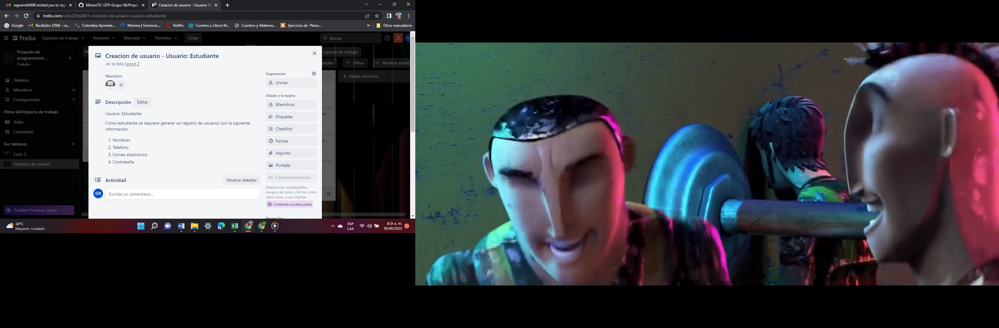 ragnarok0498 invited you to ragn
MisionTIC-UTP-Grupo-56/Proyec
Creacion de usuario - Usuario: Es
trello.com/c/duZDtu84/1-creacion-de-usuario-usuario-estudiante
Google
Recibidos (594) - ca...
Colombia Aprende...
Nómina | Gerencie....
Netflix
Cuentos y Libros M...
Cuentos-y-Matema...
Ejercicios de Plane...
»
Otros marcadores
Trello
Espacios de trabajo
Reciente
Marcado
Plantillas
Crear
Buscar
Proyecto de
programacion ...
Gratuito
Tableros
Miembros
Configuración
Vistas del Espacio de trabajo
Tabla
Calendario
Sus tableros
Ciclo 3
Historias de usuario
Pruebe Premium gratis
Espacio de trabajo
zación
Filtrar
Mostrar menú
Añada otra lista
Creacion de usuario - Usuario: Estudiante
en la lista Sprint 2
Miembros
Descripción
Editar
Usuario: Estudiante
Como estudiante se requiere generar un registro de usuarios con la siguiente
información
1. Nombres
2. Telefono
3. Correo electrónico
4. Contraseña
Actividad
Mostrar detalles
DR
Escriba un comentario...
Sugerencias
Unirse
Añadir a la tarjeta
Miembros
Etiquetas
Checklist
Fechas
Adjunto
Portada
Campos personali...
Añada listas desplegables,
campos de texto y fechas, entre
otras cosas, a sus tarjetas.
Comenzar prueba gratis
Power-Ups
20°C
Mayorm. nublado
ESP
LAA
8:31 a. m.
18/09/2022
1